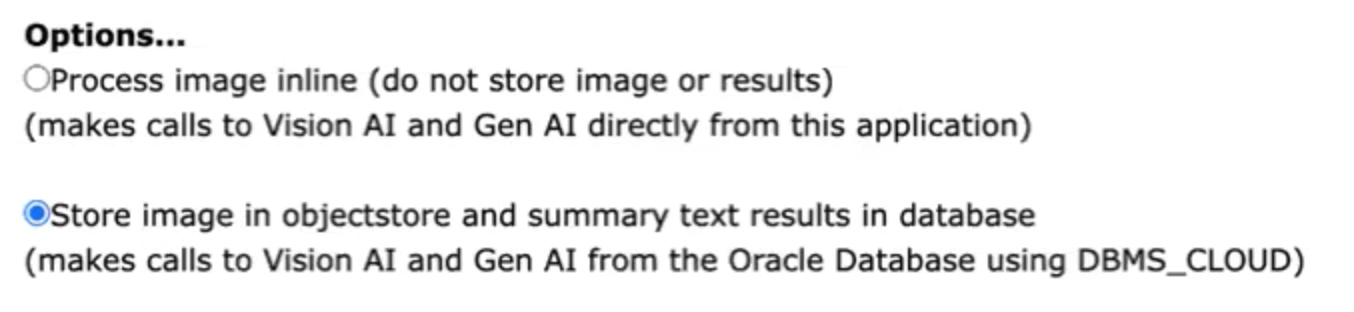 Options...
Process image inline (do not store image or results)
(makes calls to Vision AI and Gen AI directly from this application)
Store image in objectstore and summary text results in database
(makes calls to Vision AI and Gen AI from the Oracle Database using DBMS_CLOUD)